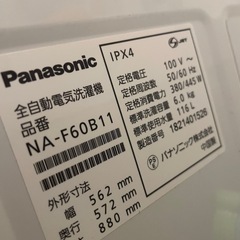 Panasonic
全自動電気洗濯機
品番
NA-F60B11
外形寸法
幅 562 mm
572 mm
880 mm
IPX4
定格電圧 100 V~
定格周波数 50/60 Hz
定格消費電力 380/445 W
標準洗濯容量 6.0 kg
標準使用水量 116 L
製造番号 1821401526
パナソニック株式会社
中国製